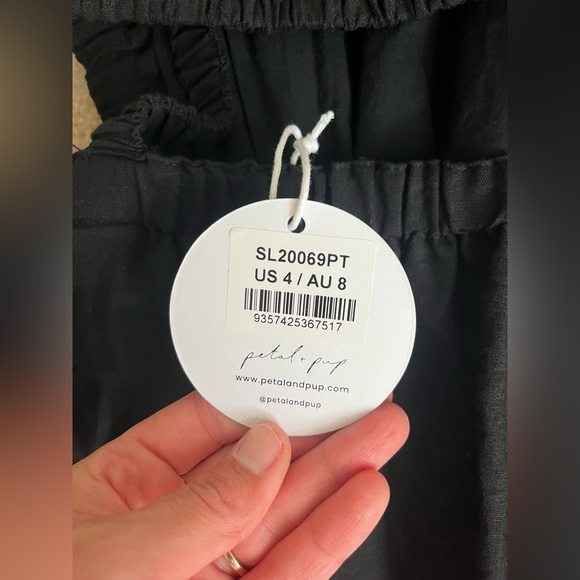 SL20069PT
US 4 / AU 8
9357425367517
petal + pup
www.petalandpup.com
@petalandpup